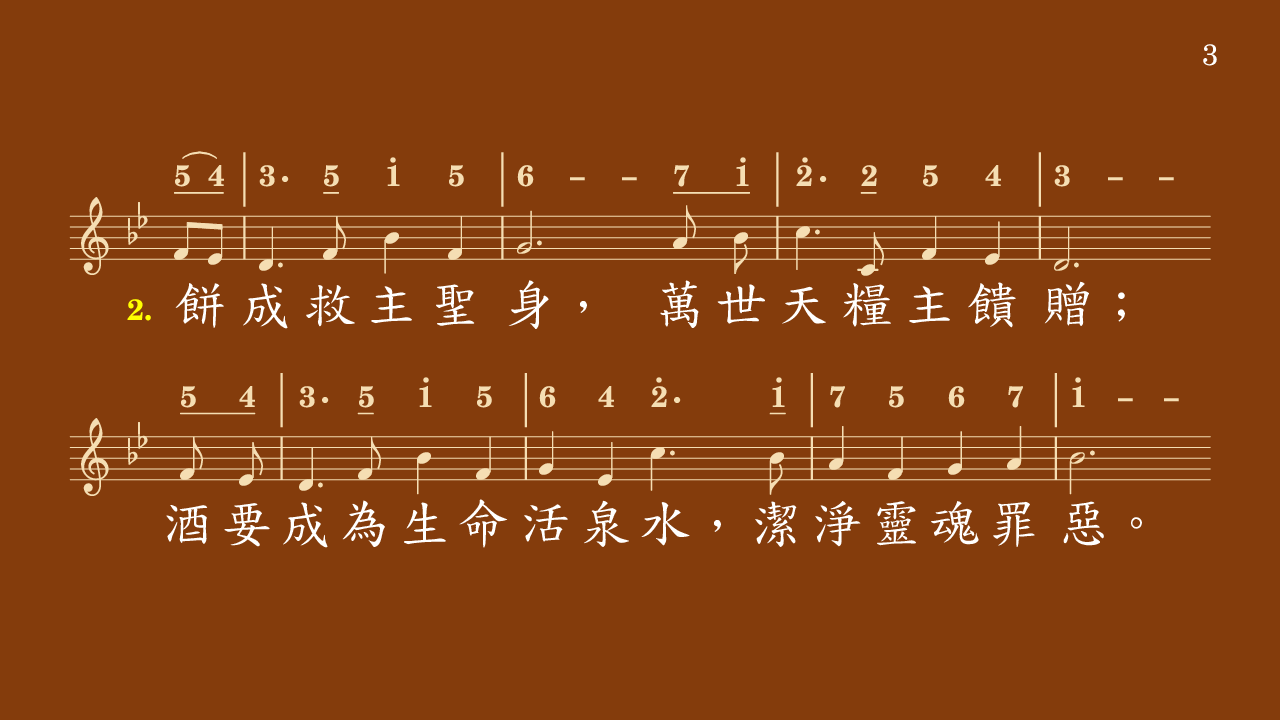 3
5 4 | 3. 5 i̇ 5 | 6 – – 7 i̇ | 2̇. 2 5 4 | 3 – –
2. 餅成救主聖身，萬世天糧主饋贈；
5 4 | 3. 5 i̇ 5 | 6 4 2̇. i̇ | 7 5 6 7 | i̇ – –
酒要成為生命活泉水，潔淨靈魂罪惡。